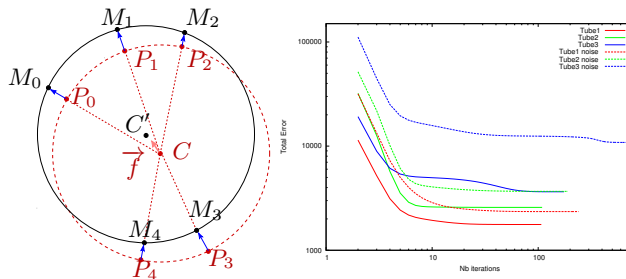 M1
M2
P1
P2
M0
P0
C'
C
f
M3
M4
P3
P4
100000
10000
1000
Total Error
1
10
100
Nb iterations
Tube1
Tube2
Tube3
Tube1 noise
Tube2 noise
Tube3 noise